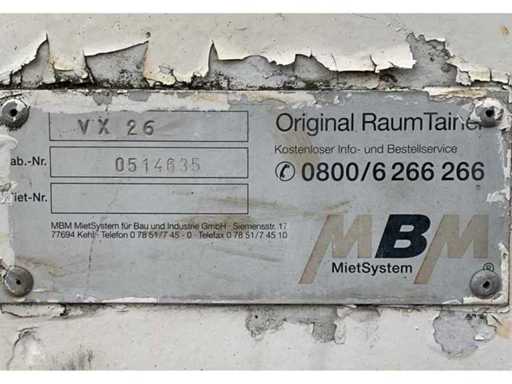 VX 26
ab.-Nr. 0514635
iet-Nr.
MBM MietSystem für Bau und Industrie GmbH · Siemensstr. 17
77694 Kehl · Telefon 0 78 51/7 45 - 0 · Telefax 0 78 51/7 45 10
Original RaumTainer
Kostenloser Info- und Bestellservice
✆ 0800/6 266 266
MBM
MietSystem ®